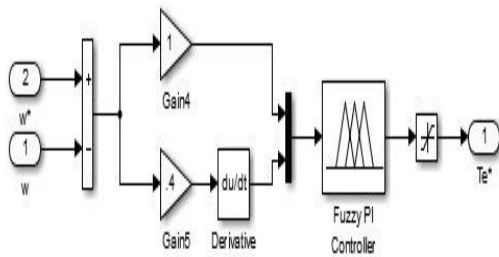 2
w*
1
w
+
-
1
Gain4
.4
Gain5
du/dt
Derivative
Fuzzy PI
Controller
1
Te*